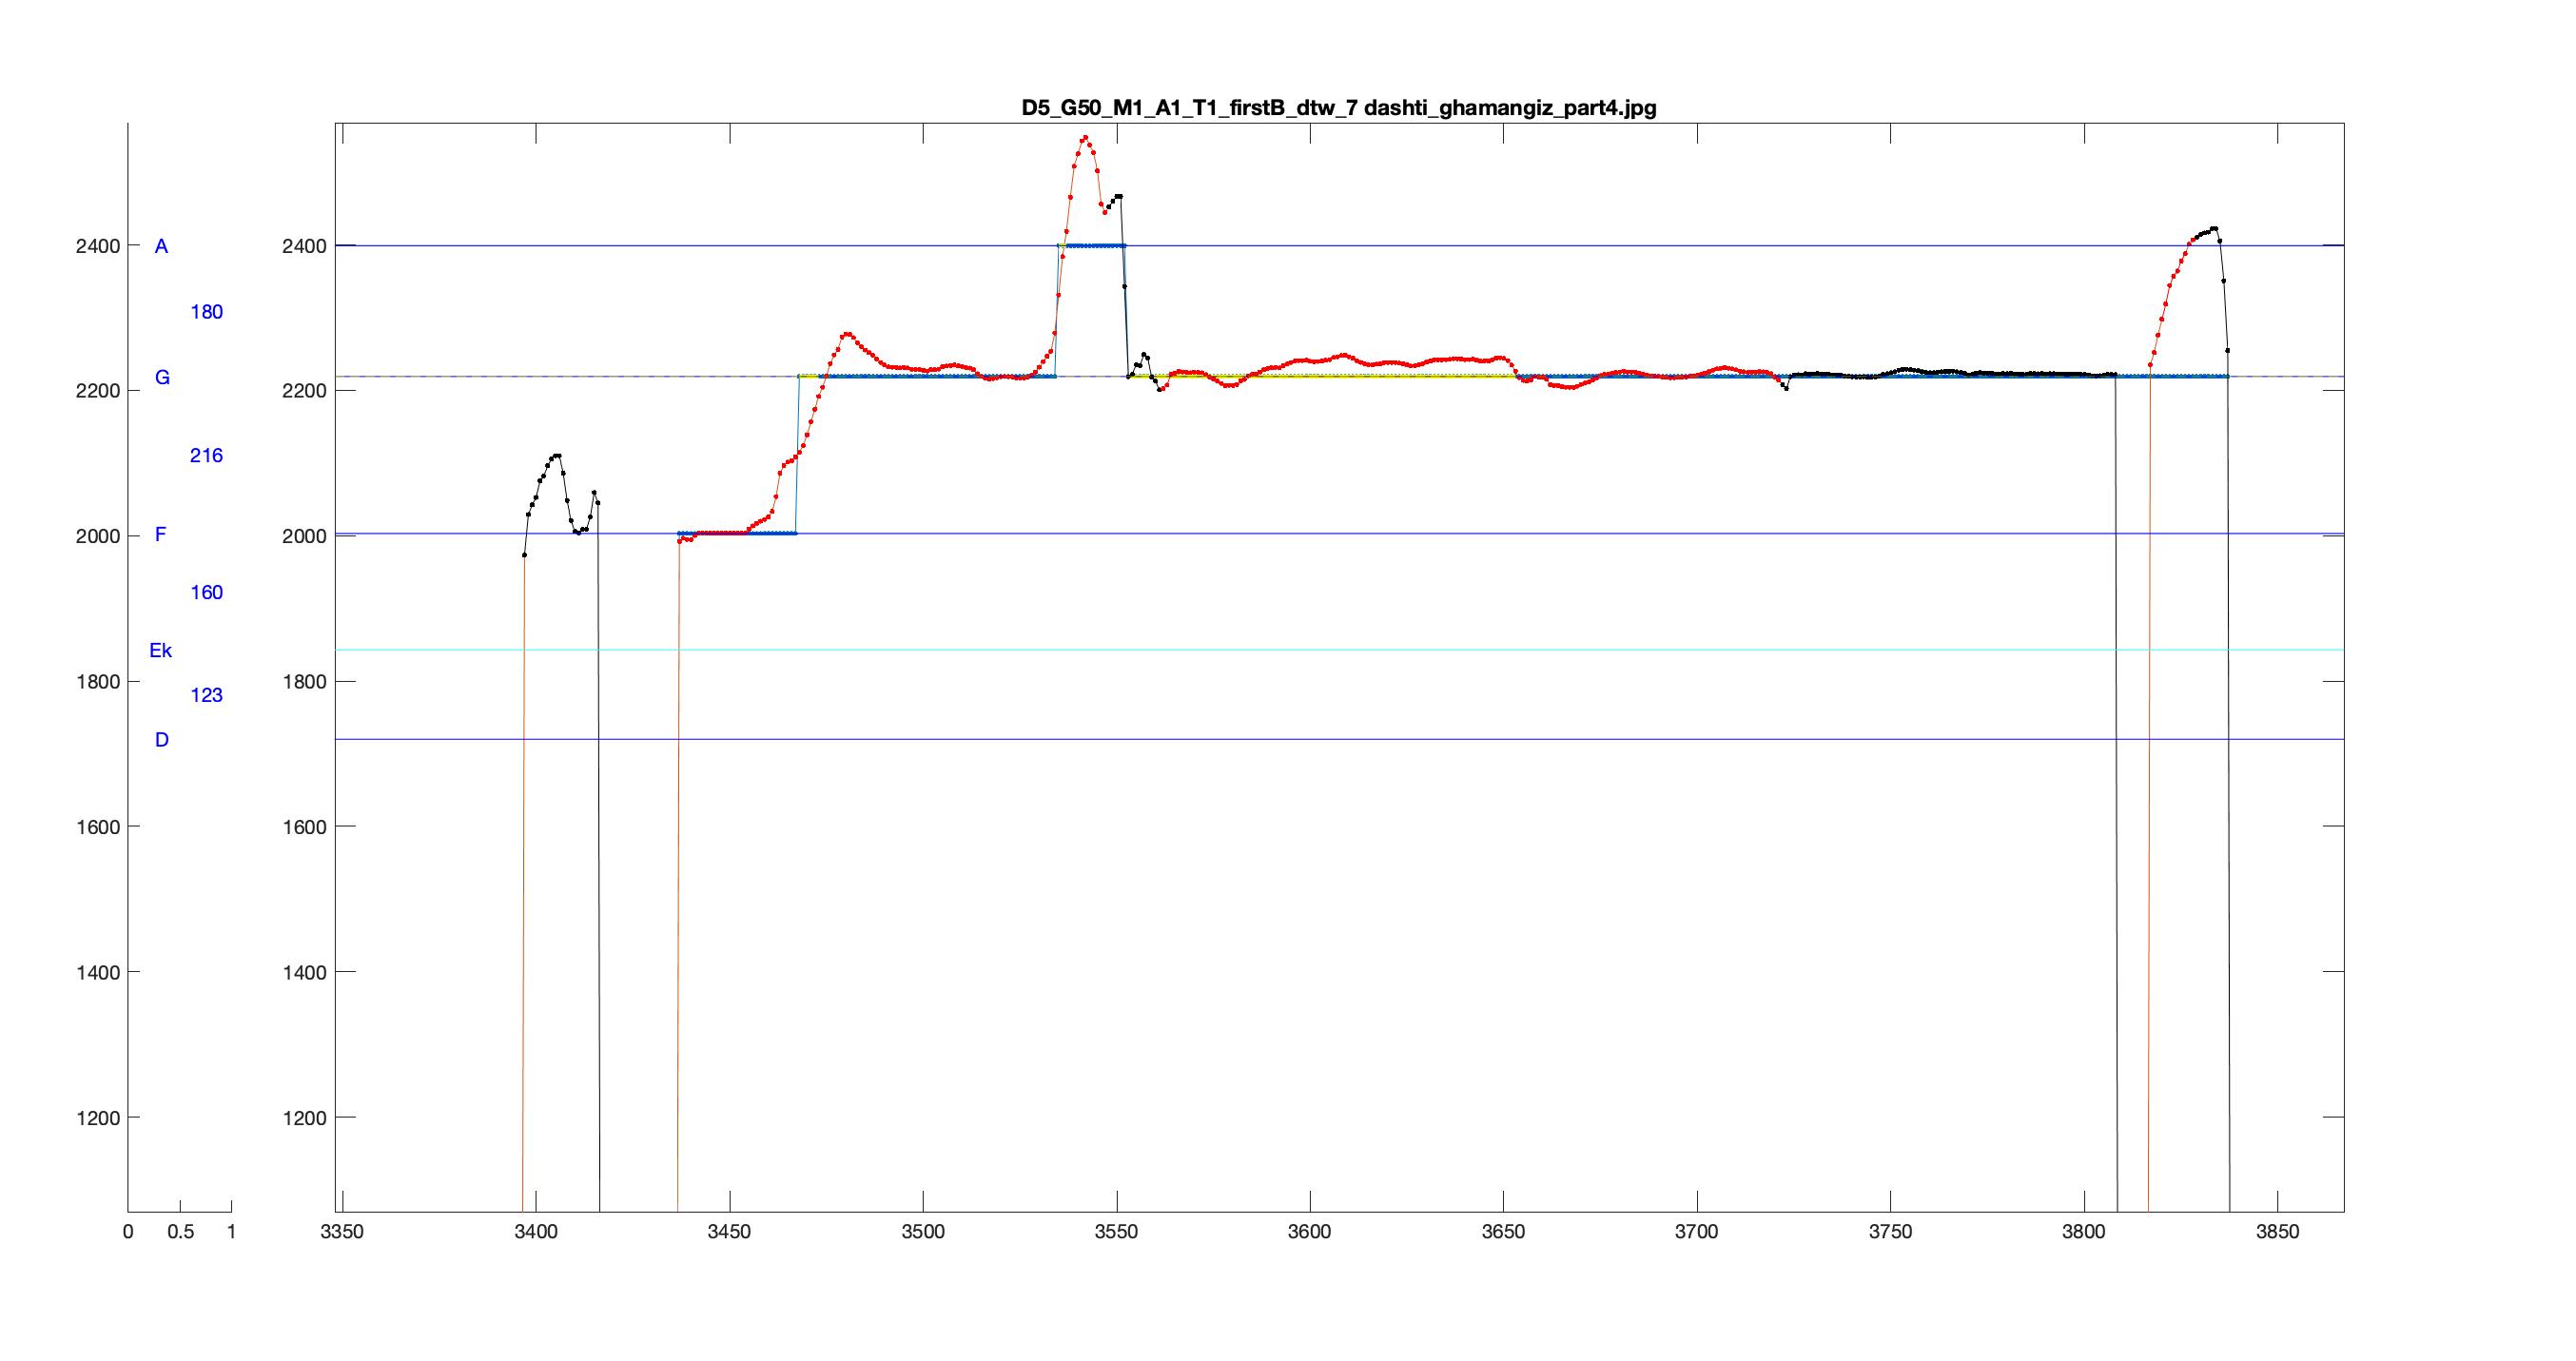 D5_G50_M1_A1_T1_firstB_dtw_7 dashti_ghamangiz_part4.jpg
2400 A 2400
180
G
2200 2200
216
2000 F 2000
160
Ek
1800 1800
123
D
1600 1600
1400 1400
1200 1200
0 0.5 1 3350 3400 3450 3500 3550 3600 3650 3700 3750 3800 3850